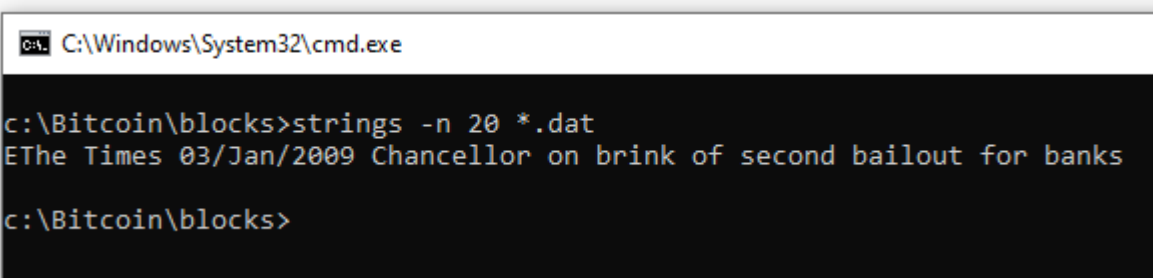 C:\Windows\System32\cmd.exe
c:\Bitcoin\blocks>strings -n 20 *.dat
EThe Times 03/Jan/2009 Chancellor on brink of second bailout for banks
c:\Bitcoin\blocks>